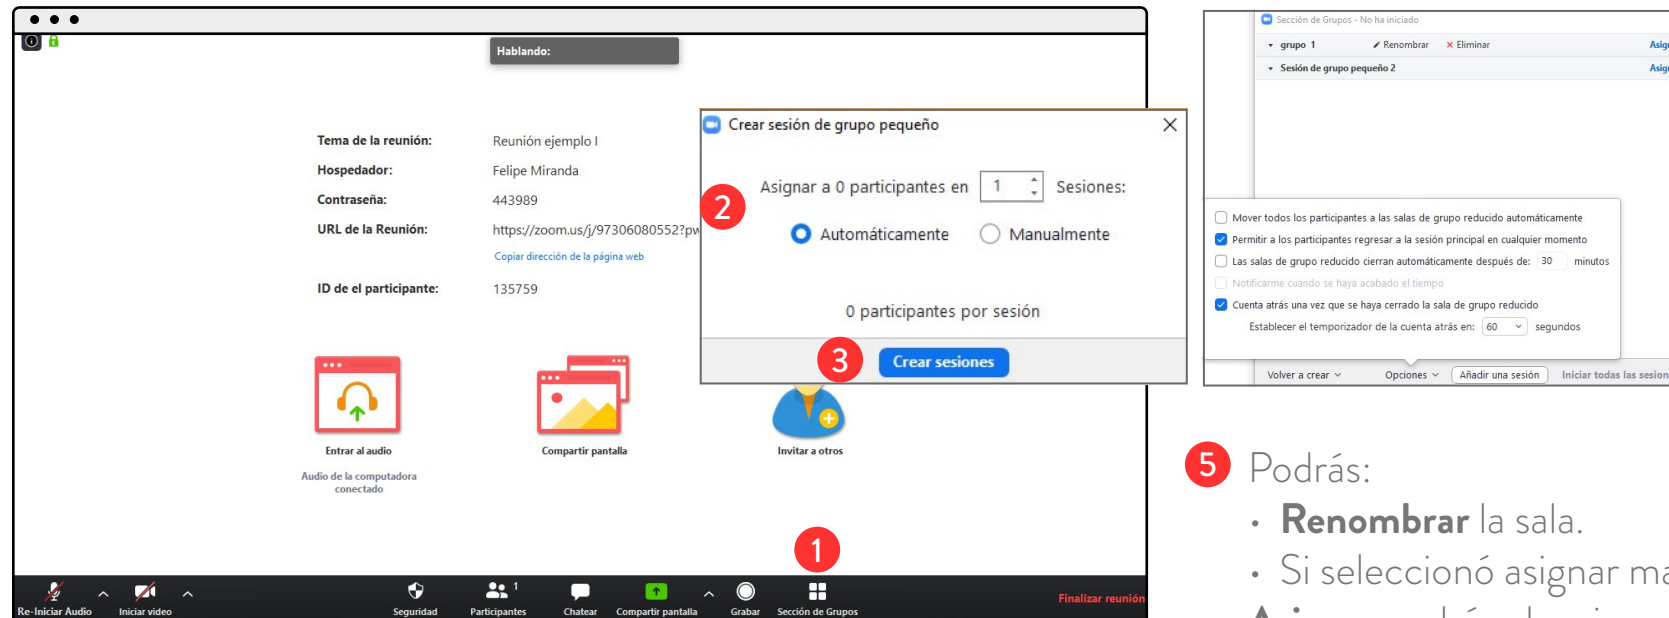 Hablando:
Tema de la reunión: Reunión ejemplo I
Hospedador: Felipe Miranda
Contraseña: 443989
URL de la Reunión: https://zoom.us/j/97306080552?pw
Copiar dirección de la página web
ID de el participante: 135759
Entrar al audio
Audio de la computadora
conectado
Compartir pantalla
Invitar a otros
1
Re-Iniciar Audio
Iniciar video
Seguridad
1
Participantes
Chatear
Compartir pantalla
Grabar
Sección de Grupos
Finalizar reunión
Crear sesión de grupo pequeño
2
Asignar a 0 participantes en 1 Sesiones:
Automáticamente Manualmente
0 participantes por sesión
3
Crear sesiones
Sección de Grupos - No ha iniciado
grupo 1 Renombrar × Eliminar
Sesión de grupo pequeño 2
Mover todos los participantes a las salas de grupo reducido automáticamente
Permitir a los participantes regresar a la sesión principal en cualquier momento
Las salas de grupo reducido cierran automáticamente después de: 30 minutos
Notificarme cuando se haya acabado el tiempo
Cuenta atrás una vez que se haya cerrado la sala de grupo reducido
Establecer el temporizador de la cuenta atrás en: 60 segundos
Volver a crear Opciones Añadir una sesión Iniciar todas las sesion
5 Podrás:
• Renombrar la sala.
• Si seleccionó asignar ma